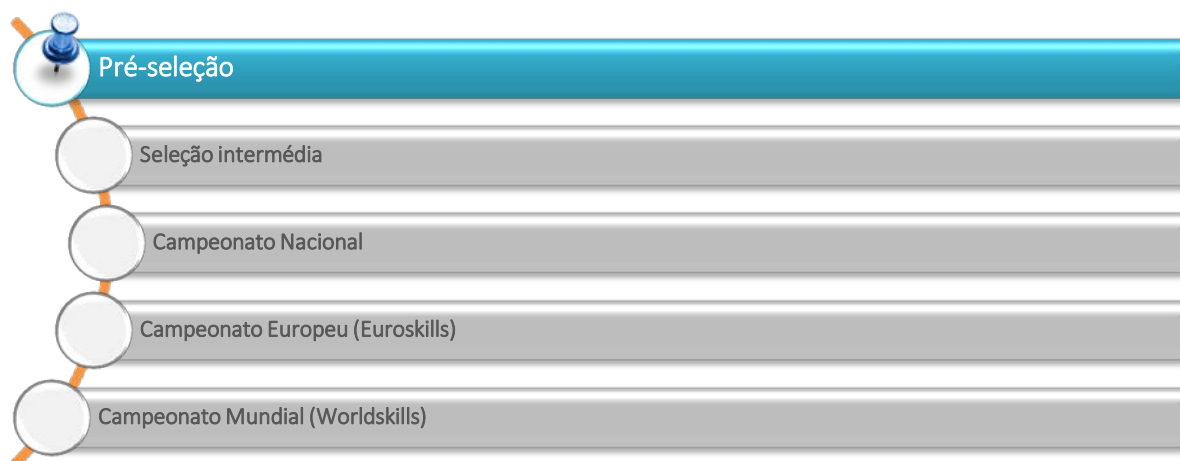 Pré-seleção
Seleção intermédia
Campeonato Nacional
Campeonato Europeu (Euroskills)
Campeonato Mundial (Worldskills)